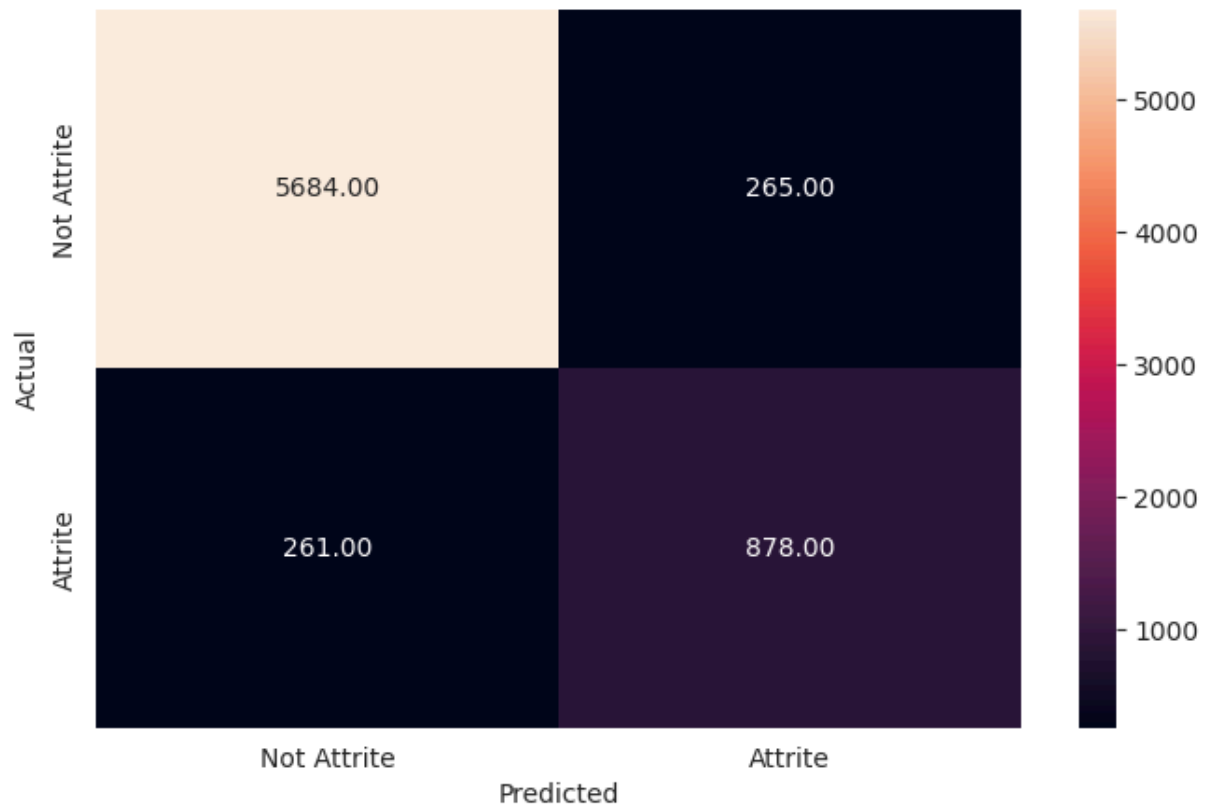 Actual
Not Attrite
Attrite
5684.00
265.00
261.00
878.00
Not Attrite
Attrite
Predicted
5000
4000
3000
2000
1000